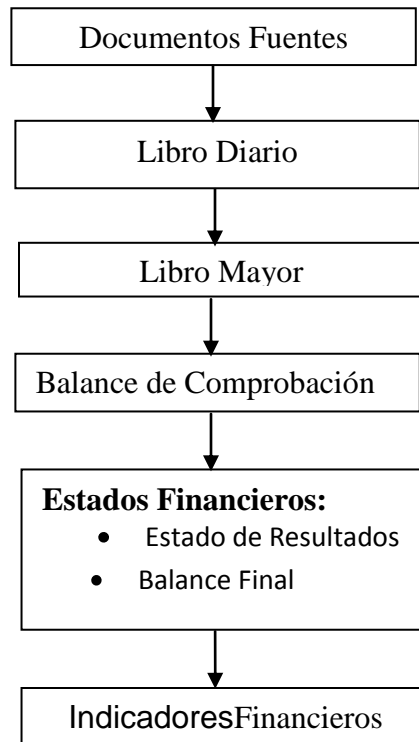 Documentos Fuentes
Libro Diario
Libro Mayor
Balance de Comprobación
Estados Financieros:
• Estado de Resultados
• Balance Final
IndicadoresFinancieros